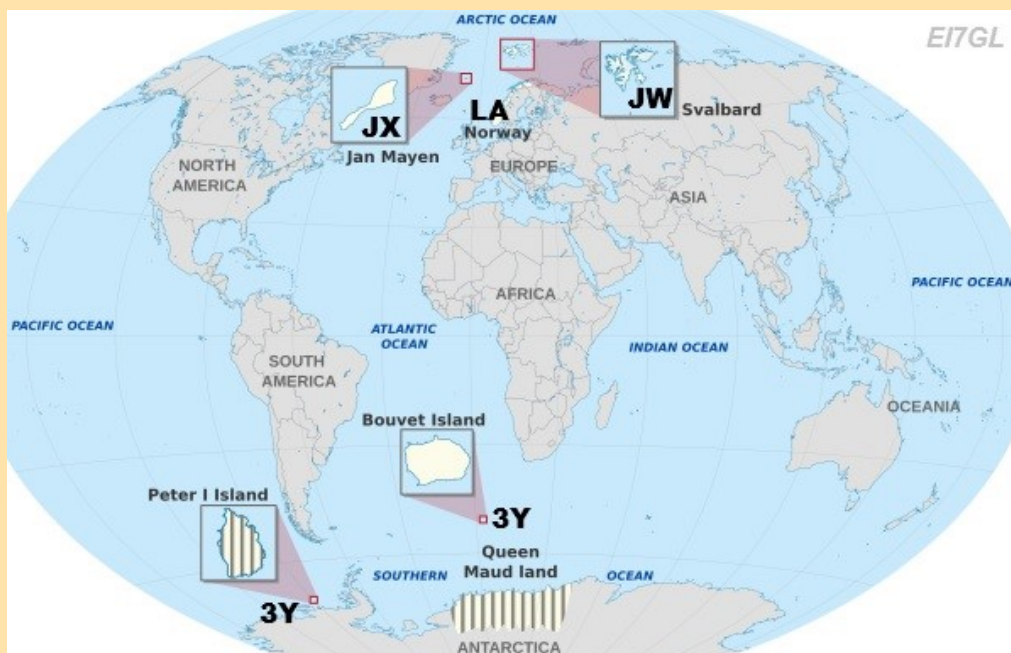 ARCTIC OCEAN
EI7GL
JX
Jan Mayen
LA
Norway
JW
Svalbard
NORTH
AMERICA
EUROPE
ASIA
PACIFIC OCEAN
AFRICA
PACIFIC OCEAN
ATLANTIC
OCEAN
INDIAN OCEAN
SOUTH
AMERICA
OCEANIA
Bouvet Island
3Y
Peter I Island
3Y
Queen
Maud land
SOUTHERN
OCEAN
ANTARCTICA